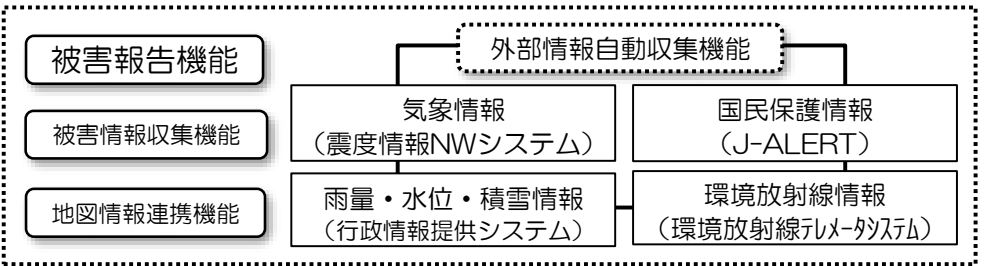 被害報告機能
被害情報収集機能
地図情報連携機能
外部情報自動収集機能
気象情報
（震度情報NWシステム）
国民保護情報
（J-ALERT）
雨量・水位・積雪情報
（行政情報提供システム）
環境放射線情報
（環境放射線ﾃﾚﾒｰﾀｼｽﾃﾑ）